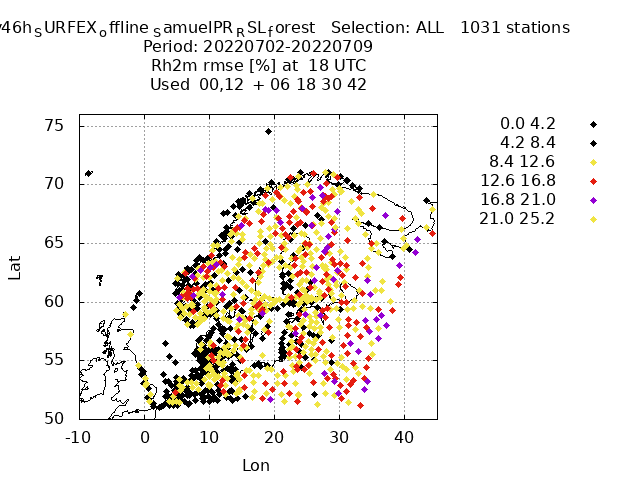 v46h_SURFEX_offline_SamuelPR_RSL_forest Selection: ALL 1031 stations
Period: 20220702-20220709
Rh2m rmse [%] at 18 UTC
Used 00,12 + 06 18 30 42
0.0 4.2
4.2 8.4
8.4 12.6
12.6 16.8
16.8 21.0
21.0 25.2
75
70
65
60
55
50
Lat
-10 0 10 20 30 40
Lon